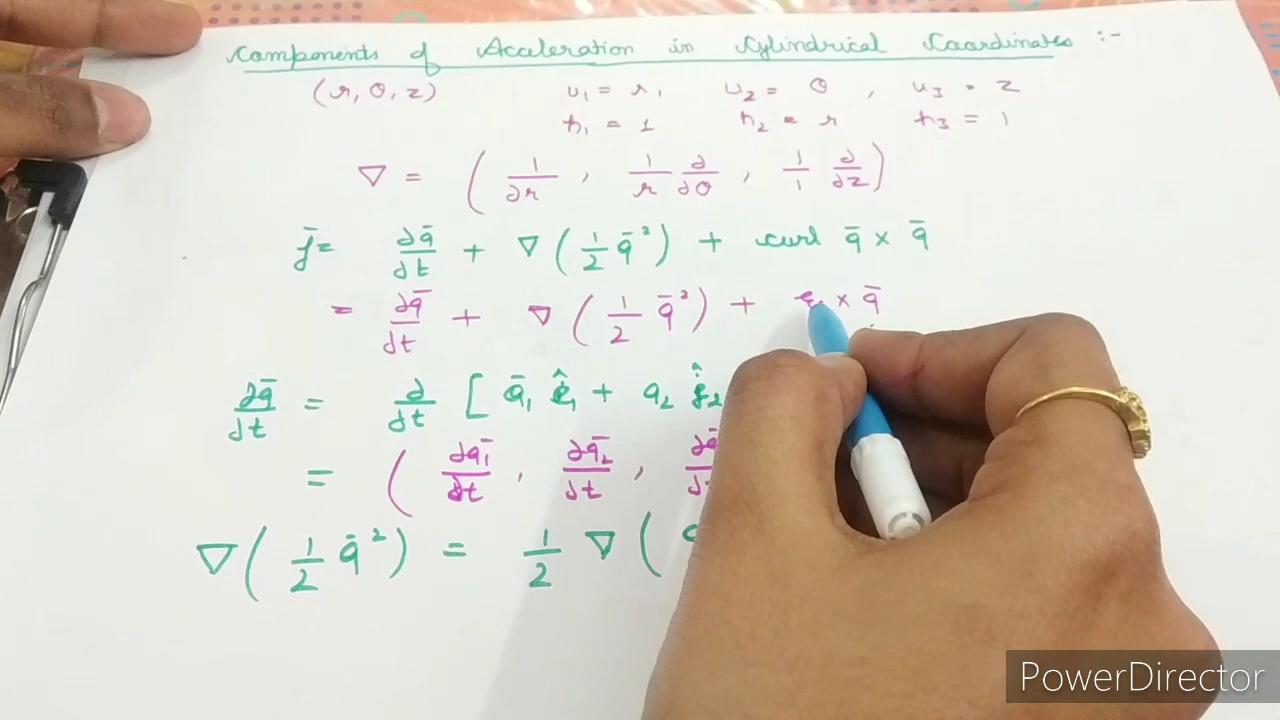 Components of Acceleration in Cylindrical Coordinates :-
(r, θ, z) u₁ = r, u₂ = θ, u₃ = z
h₁ = 1 h₂ = r h₃ = 1
∇ = ( 1/∂r , 1/r ∂/∂θ , 1/1 ∂/∂z )
f̄ = ∂q̄/∂t + ∇( 1/2 q̄² ) + curl q̄ × q̄
= ∂q̄/∂t + ∇( 1/2 q̄² ) + × q̄
∂q̄/∂t = ∂/∂t [ q̄₁ ê₁ + q₂ ê₂
= ( ∂q̄₁/∂t , ∂q̄₂/∂t ,
∇( 1/2 q̄² ) = 1/2 ∇(
PowerDirector